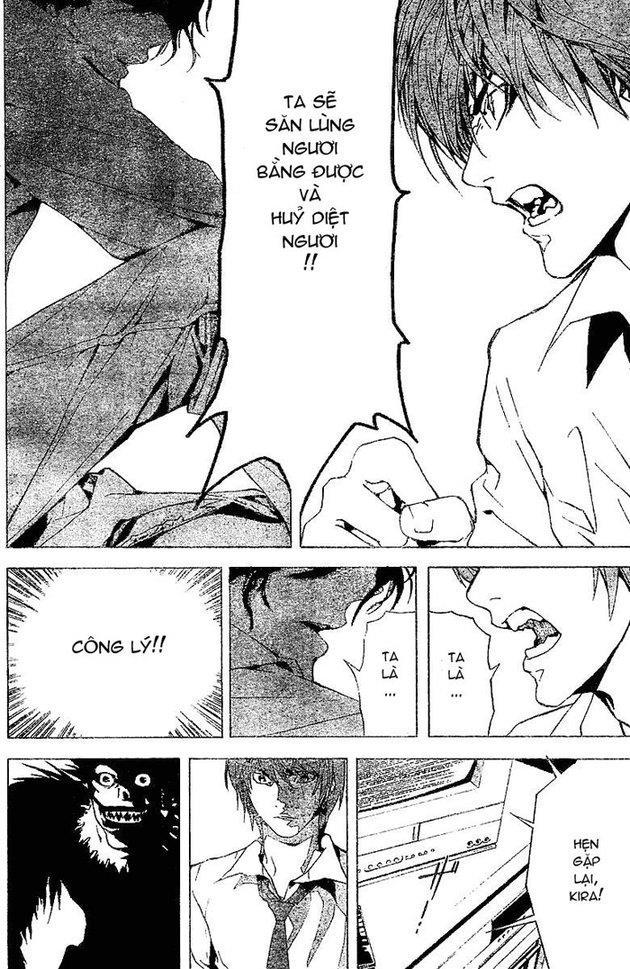 TA SẼ
SĂN LÙNG
NGƯƠI
BẰNG ĐƯỢC
VÀ
HUỶ DIỆT
NGƯƠI
!!
TA
LÀ
...
TA
LÀ
...
CÔNG LÝ!!
HẸN
GẶP
LẠI,
KIRA!